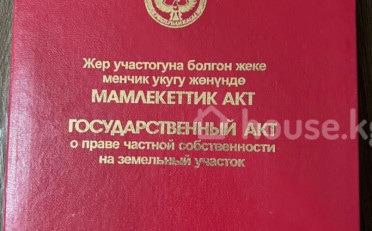 Жер участогуна болгон жеке
менчик укугу жөнүндө
МАМЛЕКЕТТИК АКТ
ГОСУДАРСТВЕННЫЙ АКТ
о праве частной собственности
на земельный участок
house.kg